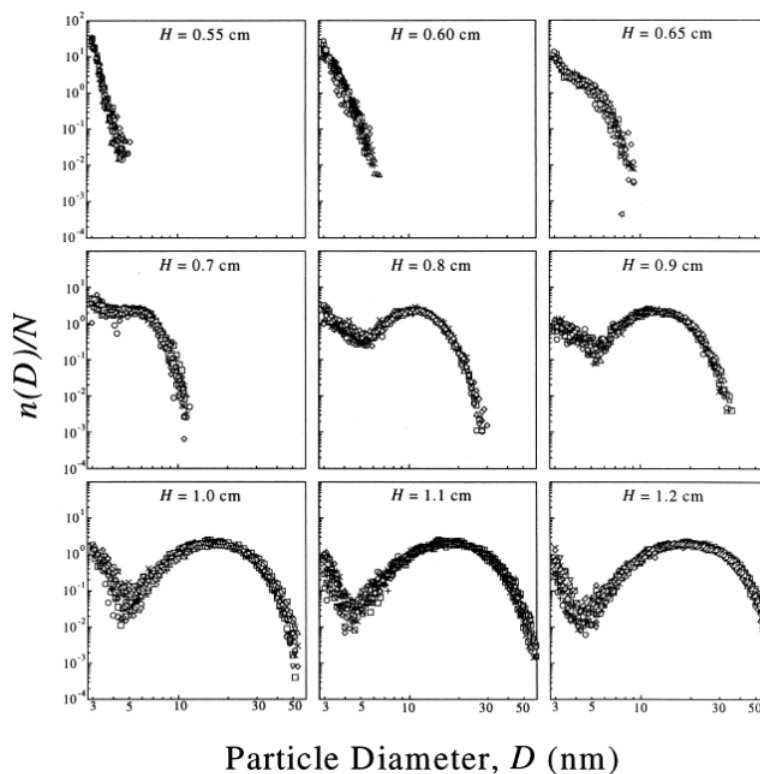 H = 0.55 cm
H = 0.60 cm
H = 0.65 cm
10²
10¹
10⁰
10⁻¹
10⁻²
10⁻³
10⁻⁴
H = 0.7 cm
H = 0.8 cm
H = 0.9 cm
10¹
10⁰
10⁻¹
10⁻²
10⁻³
10⁻⁴
n(D)/N
H = 1.0 cm
H = 1.1 cm
H = 1.2 cm
10¹
10⁰
10⁻¹
10⁻²
10⁻³
10⁻⁴
3 5 10 30 50 3 5 10 30 50 3 5 10 30 50
Particle Diameter, D (nm)